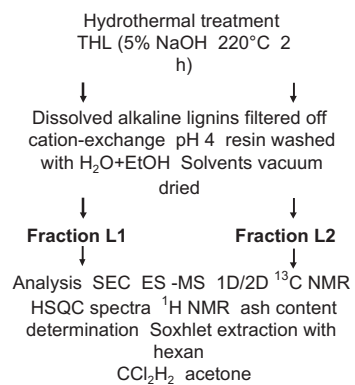 Hydrothermal treatment
THL (5% NaOH 220°C 2
h)
Dissolved alkaline lignins filtered off
cation-exchange pH 4 resin washed
with H₂O+EtOH Solvents vacuum
dried
Fraction L1 Fraction L2
Analysis SEC ES -MS 1D/2D ¹³C NMR
HSQC spectra ¹H NMR ash content
determination Soxhlet extraction with
hexan
CCl₂H₂ acetone